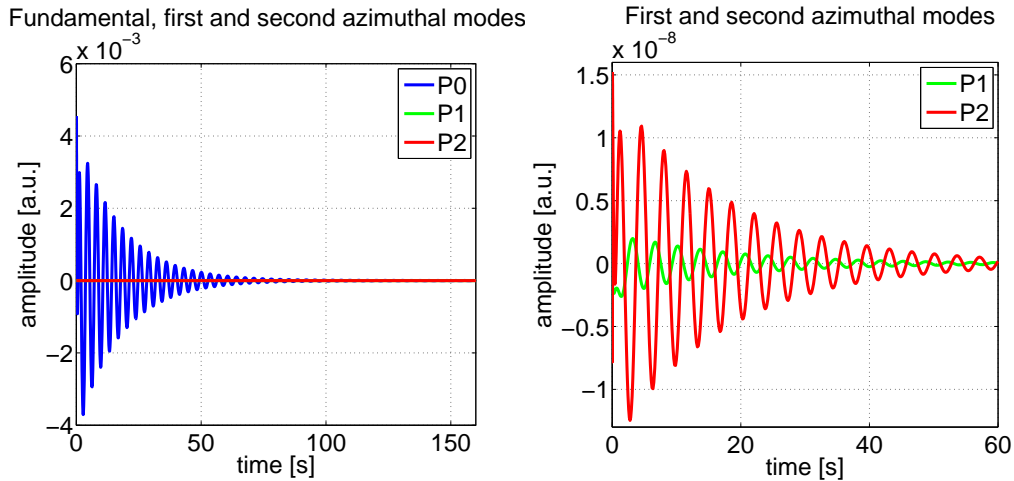 Fundamental, first and second azimuthal modes
x 10⁻³
6
4
2
0
−2
−4
0
50
100
150
time [s]
amplitude [a.u.]
P0
P1
P2
First and second azimuthal modes
x 10⁻⁸
1.5
1
0.5
0
−0.5
−1
0
20
40
60
time [s]
amplitude [a.u.]
P1
P2